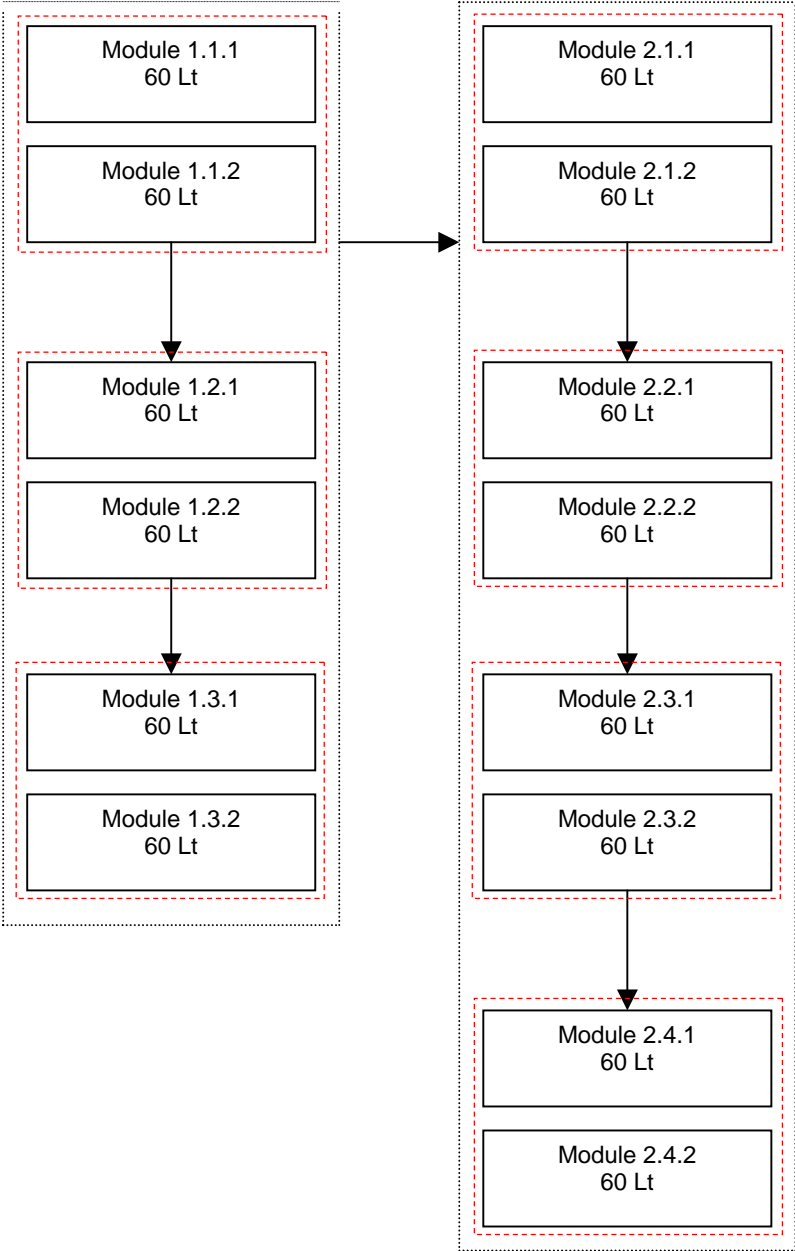 Module 1.1.1
60 Lt
Module 1.1.2
60 Lt
Module 1.2.1
60 Lt
Module 1.2.2
60 Lt
Module 1.3.1
60 Lt
Module 1.3.2
60 Lt
Module 2.1.1
60 Lt
Module 2.1.2
60 Lt
Module 2.2.1
60 Lt
Module 2.2.2
60 Lt
Module 2.3.1
60 Lt
Module 2.3.2
60 Lt
Module 2.4.1
60 Lt
Module 2.4.2
60 Lt